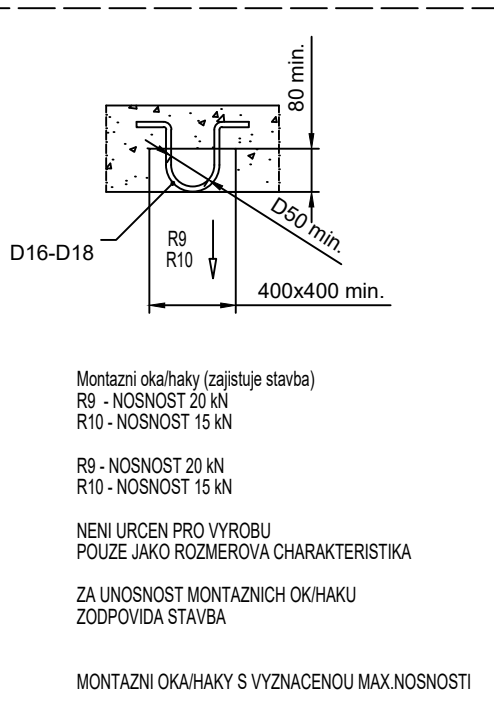 80 min.
D50 min.
D16-D18
R9
R10
400x400 min.
Montazni oka/haky (zajistuje stavba)
R9 - NOSNOST 20 kN
R10 - NOSNOST 15 kN
R9 - NOSNOST 20 kN
R10 - NOSNOST 15 kN
NENI URCEN PRO VYROBU
POUZE JAKO ROZMEROVA CHARAKTERISTIKA
ZA UNOSNOST MONTAZNICH OK/HAKU
ZODPOVIDA STAVBA
MONTAZNI OKA/HAKY S VYZNACENOU MAX.NOSNOSTI